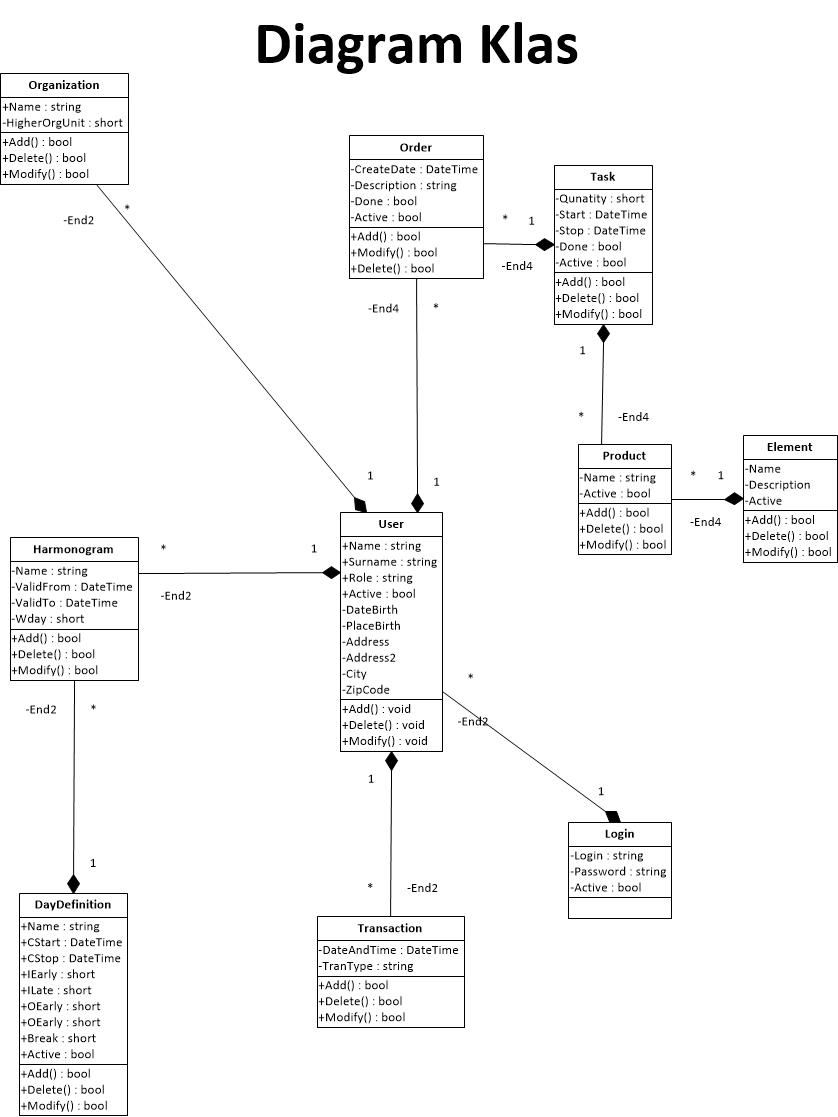 Diagram Klas
Organization
+Name : string
-HigherOrgUnit : short
+Add() : bool
+Delete() : bool
+Modify() : bool
-End2
*
1
Order
-CreateDate : DateTime
-Description : string
-Done : bool
-Active : bool
+Add() : bool
+Modify() : bool
+Delete() : bool
*
1
-End4
Task
-Qunatity : short
-Start : DateTime
-Stop : DateTime
-Done : bool
-Active : bool
+Add() : bool
+Delete() : bool
+Modify() : bool
-End4
*
1
1
*
-End4
Product
-Name : string
-Active : bool
+Add() : bool
+Delete() : bool
+Modify() : bool
*
1
-End4
Element
-Name
-Description
-Active
+Add() : bool
+Delete() : bool
+Modify() : bool
User
+Name : string
+Surname : string
+Role : string
+Active : bool
-DateBirth
-PlaceBirth
-Address
-Address2
-City
-ZipCode
+Add() : void
+Delete() : void
+Modify() : void
Harmonogram
-Name : string
-ValidFrom : DateTime
-ValidTo : DateTime
-Wday : short
+Add() : bool
+Delete() : bool
+Modify() : bool
*
1
-End2
-End2
*
1
DayDefinition
+Name : string
+CStart : DateTime
+CStop : DateTime
+IEarly : short
+ILate : short
+OEarly : short
+OEarly : short
+Break : short
+Active : bool
+Add() : bool
+Delete() : bool
+Modify() : bool
1
*
-End2
Transaction
-DateAndTime : DateTime
-TranType : string
+Add() : bool
+Delete() : bool
+Modify() : bool
*
-End2
1
Login
-Login : string
-Password : string
-Active : bool